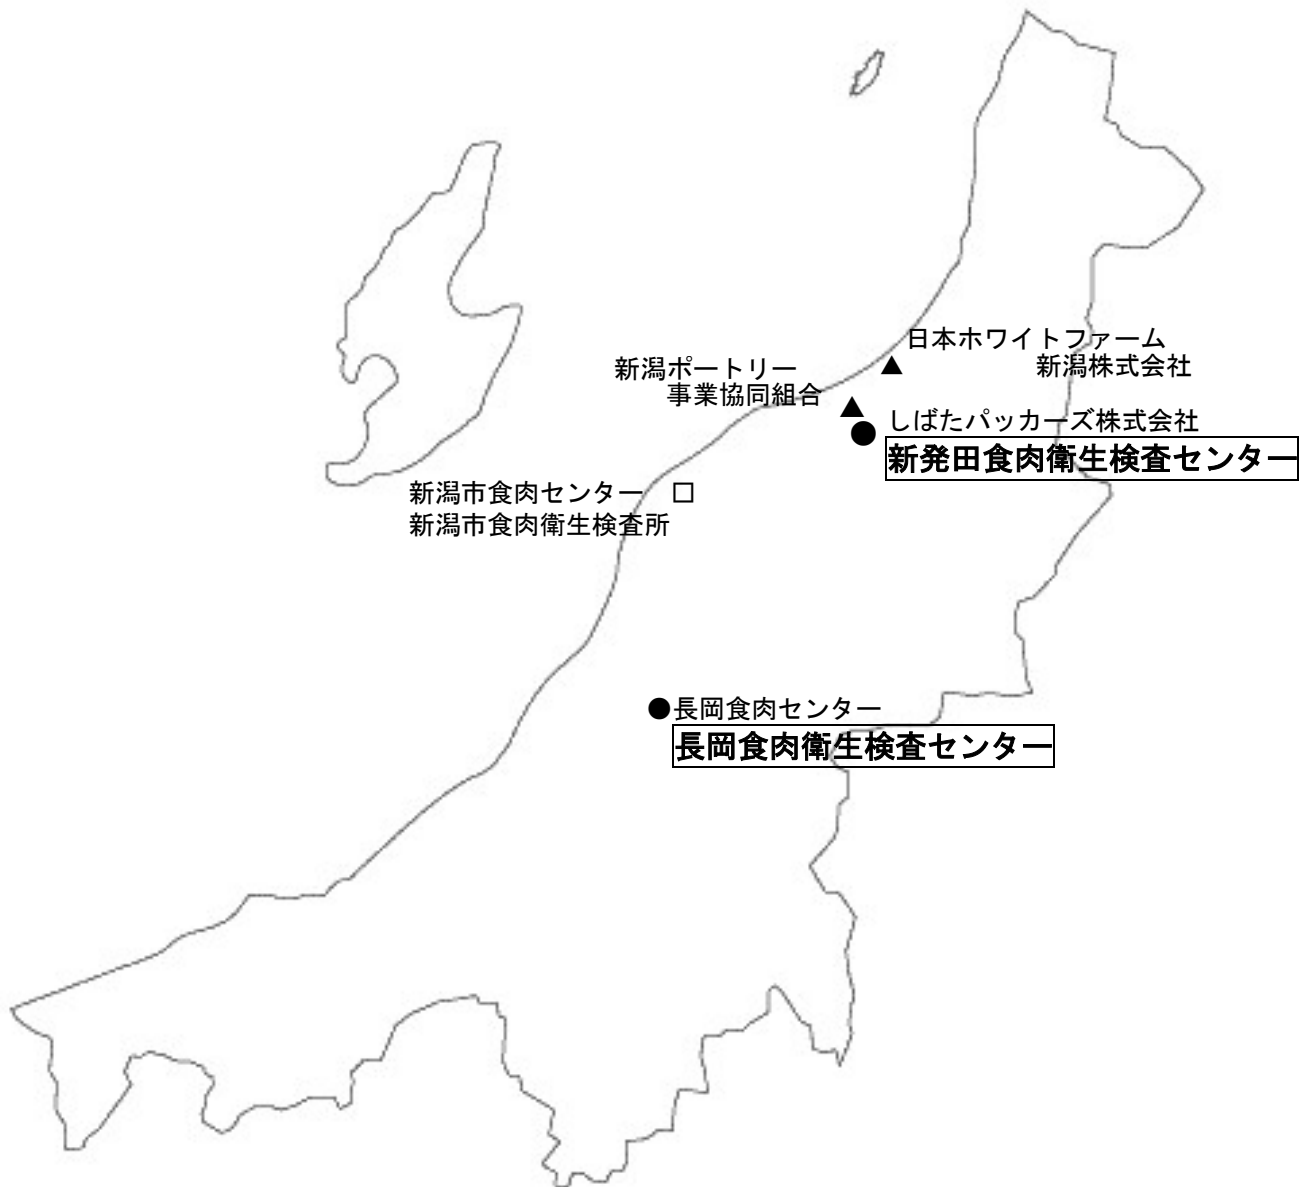 日本ホワイトファーム
新潟株式会社
新潟ポートリー
事業協同組合
しばたパッカーズ株式会社
新発田食肉衛生検査センター
新潟市食肉センター
新潟市食肉衛生検査所
長岡食肉センター
長岡食肉衛生検査センター